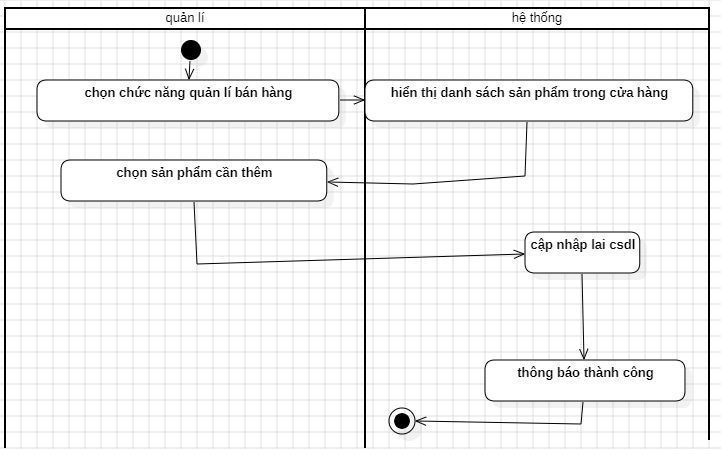 quản lí
hệ thống
chọn chức năng quản lí bán hàng
hiển thị danh sách sản phẩm trong cửa hàng
chọn sản phẩm cần thêm
cập nhập lai csdl
thông báo thành công